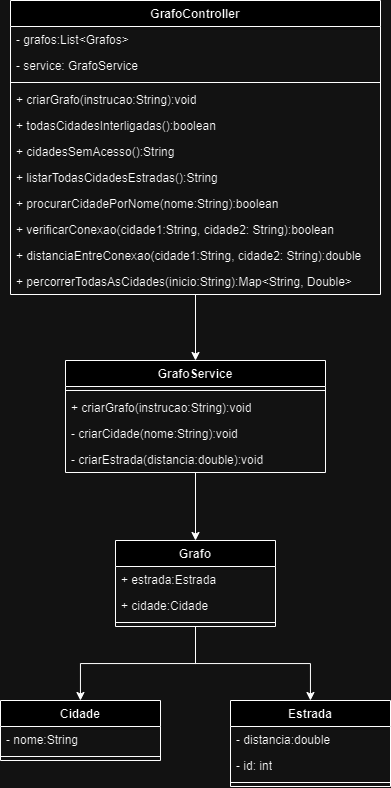 GrafoController
- grafos:List<Grafos>
- service: GrafoService
+ criarGrafo(instrucao:String):void
+ todasCidadesInterligadas():boolean
+ cidadesSemAcesso():String
+ listarTodasCidadesEstradas():String
+ procurarCidadePorNome(nome:String):boolean
+ verificarConexao(cidade1:String, cidade2: String):boolean
+ distanciaEntreConexao(cidade1:String, cidade2: String):double
+ percorrerTodasAsCidades(inicio:String):Map<String, Double>
GrafoService
+ criarGrafo(instrucao:String):void
- criarCidade(nome:String):void
- criarEstrada(distancia:double):void
Grafo
+ estrada:Estrada
+ cidade:Cidade
Cidade
- nome:String
Estrada
- distancia:double
- id: int